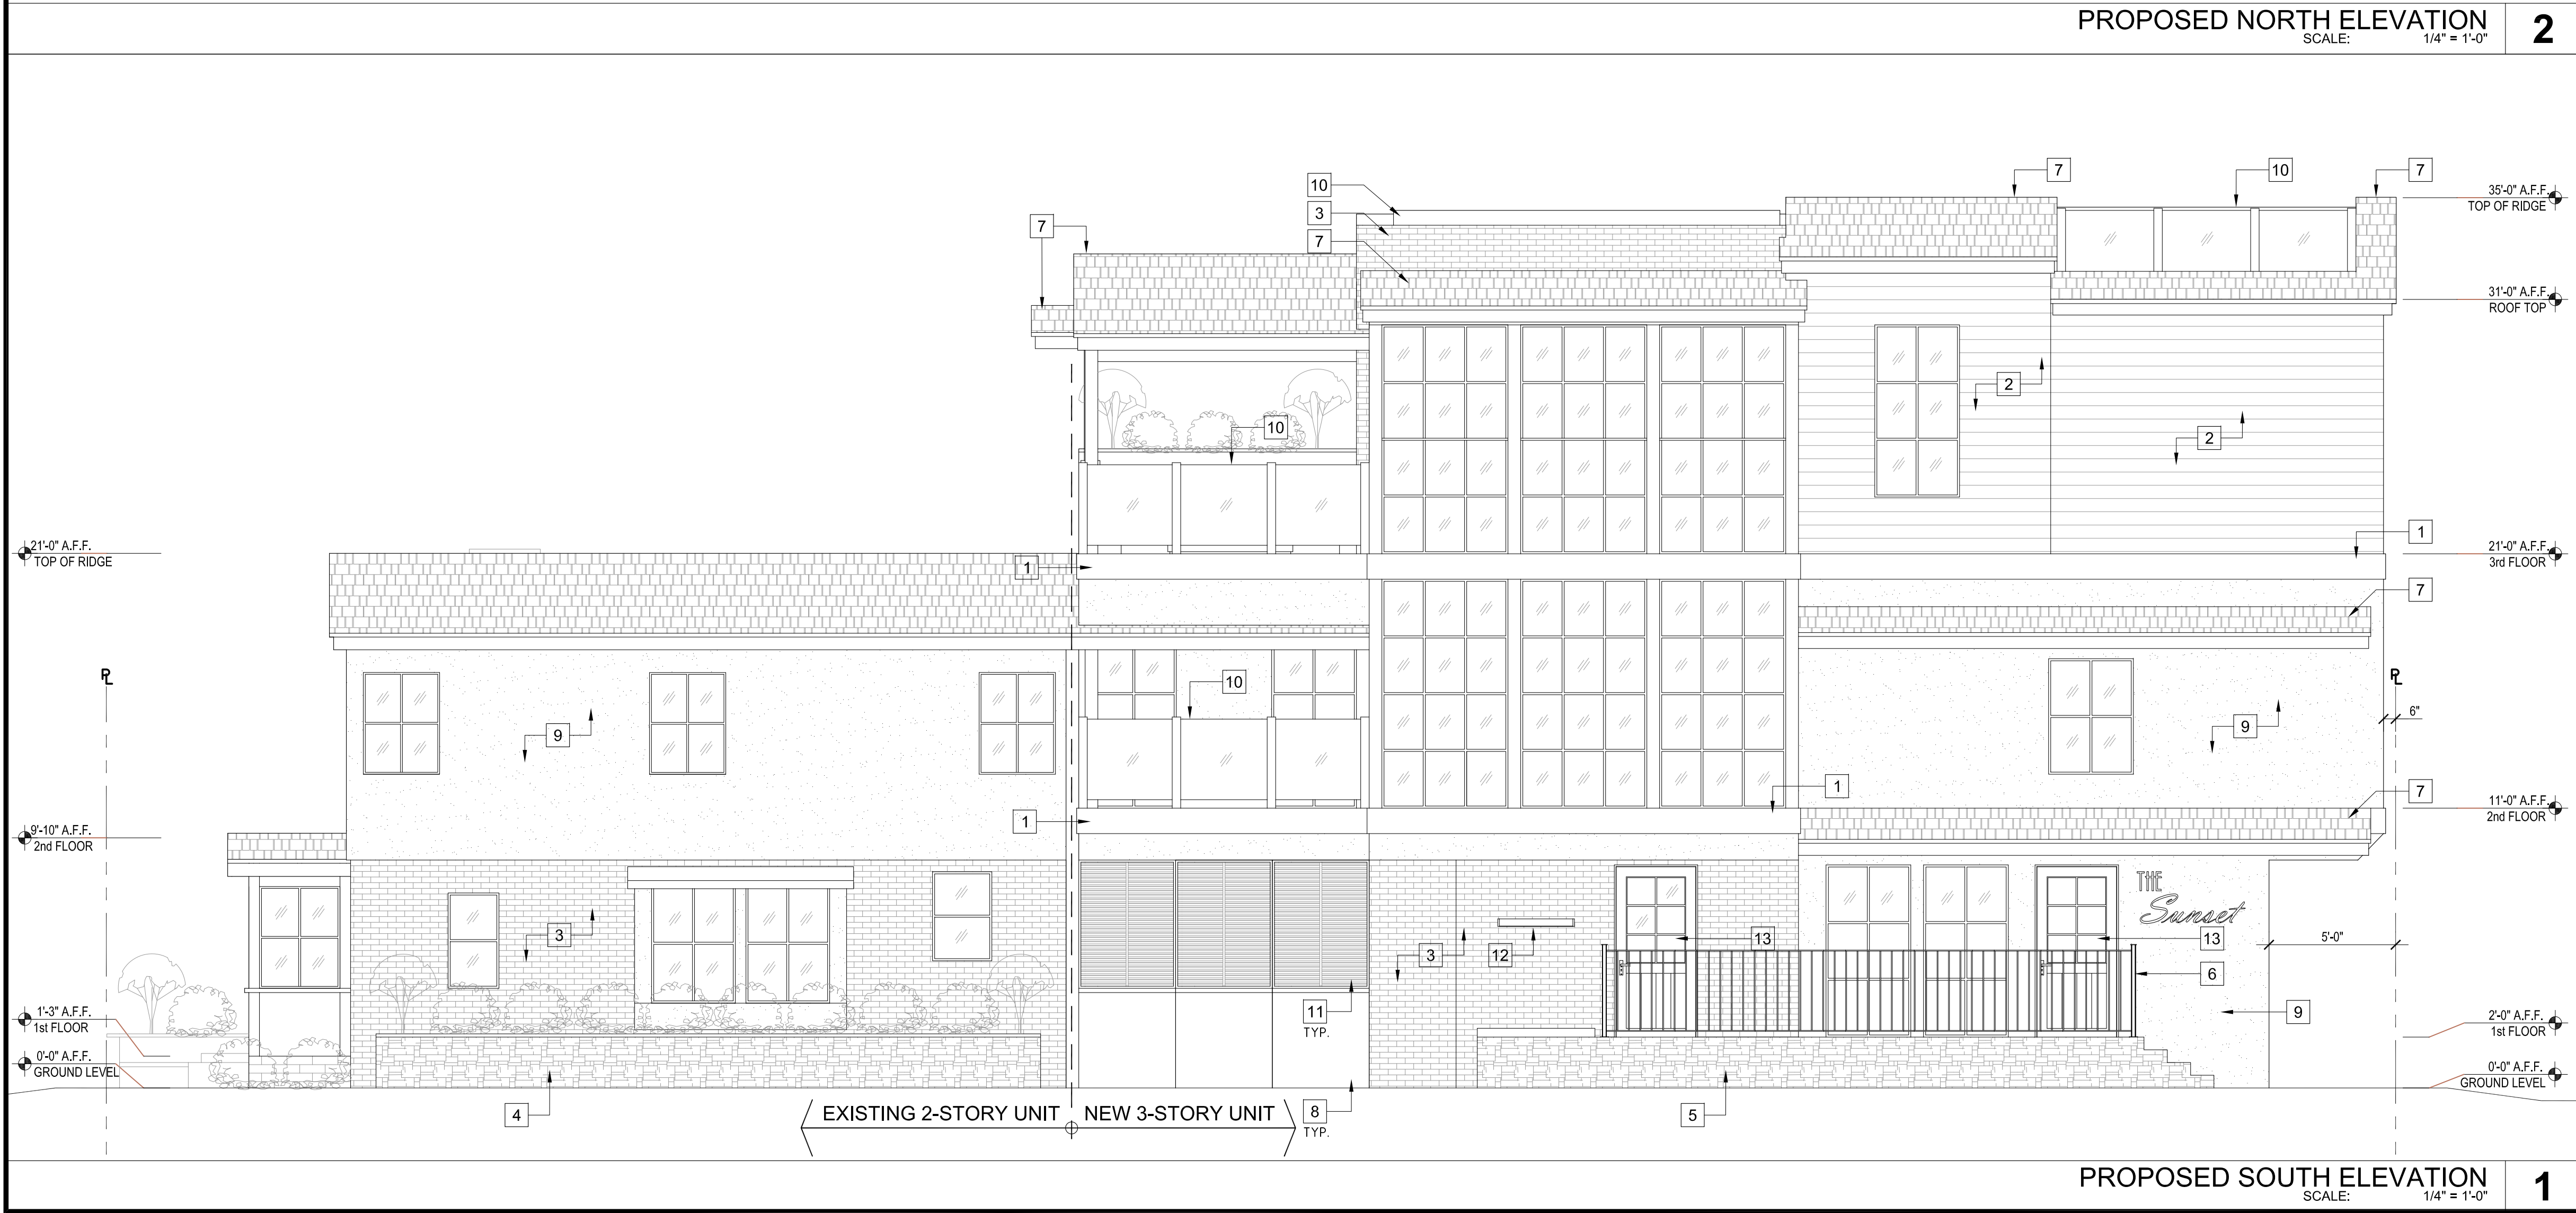 PROPOSED NORTH ELEVATION
SCALE: 1/4" = 1'-0"
2
7
10
7
35'-0" A.F.F.
TOP OF RIDGE
10
3
7
7
31'-0" A.F.F.
ROOF TOP
2
10
2
21'-0" A.F.F.
TOP OF RIDGE
1
1
21'-0" A.F.F.
3rd FLOOR
7
PL
10
PL
9
9
6"
1
7
11'-0" A.F.F.
2nd FLOOR
1
9'-10" A.F.F.
2nd FLOOR
THE
Sunset
3
3
12
13
13
5'-0"
6
1'-3" A.F.F.
1st FLOOR
11
TYP.
9
2'-0" A.F.F.
1st FLOOR
0'-0" A.F.F.
GROUND LEVEL
0'-0" A.F.F.
GROUND LEVEL
4
EXISTING 2-STORY UNIT
NEW 3-STORY UNIT
8
TYP.
5
PROPOSED SOUTH ELEVATION
SCALE: 1/4" = 1'-0"
1